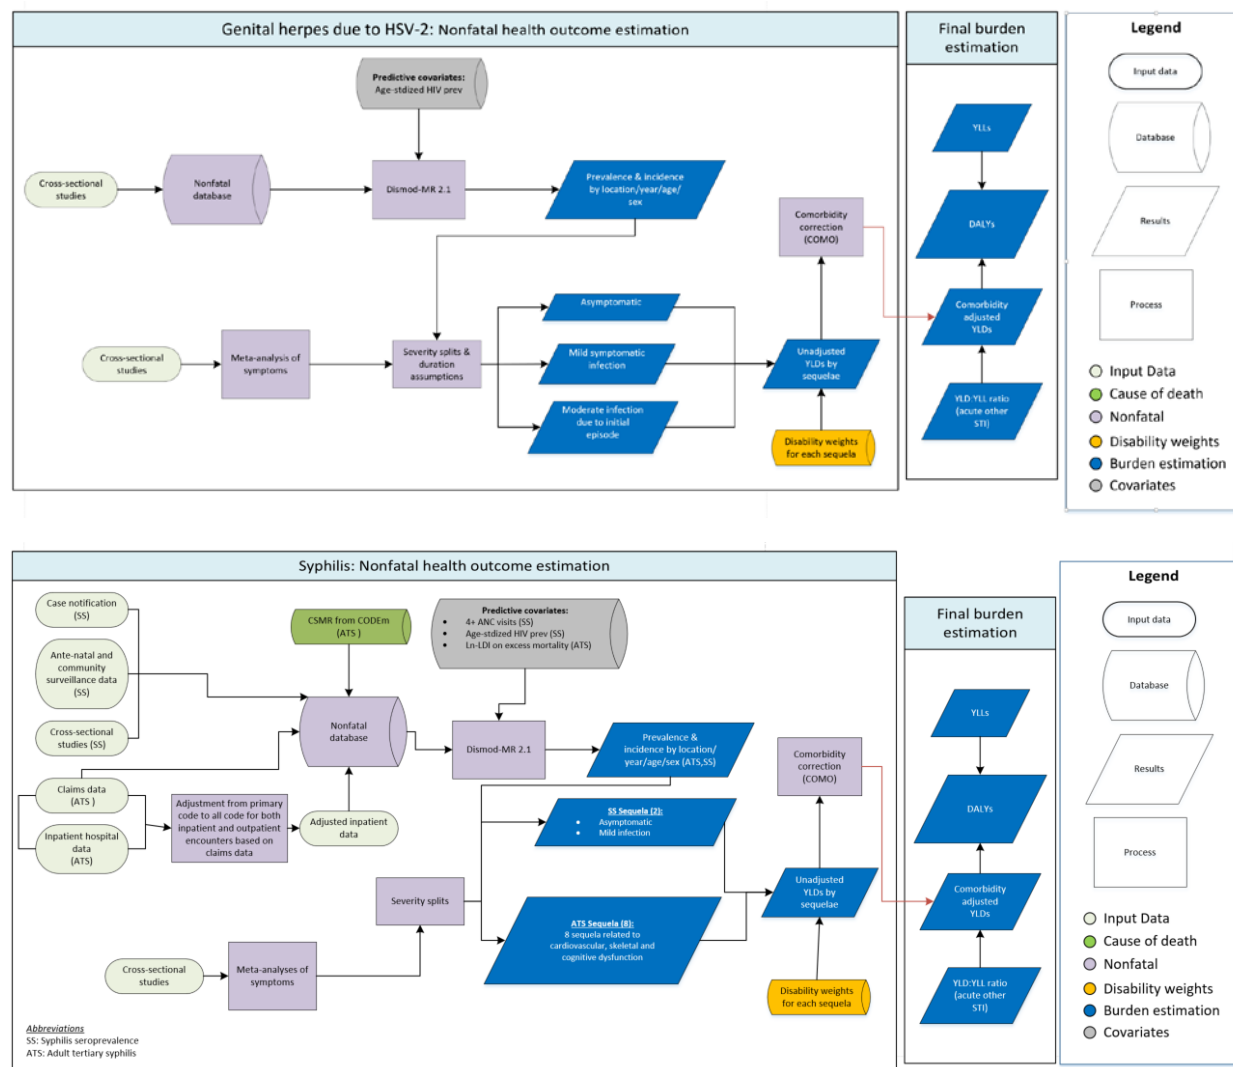 Genital herpes due to HSV-2: Nonfatal health outcome estimation
Predictive covariates:
Age-stdized HIV prev
Cross-sectional
studies
Nonfatal
database
Dismod-MR 2.1
Prevalence & incidence
by location/year/age/
sex
Comorbidity
correction
(COMO)
Cross-sectional
studies
Meta-analysis of
symptoms
Severity splits &
duration
assumptions
Asymptomatic
Mild symptomatic
infection
Moderate infection
due to initial
episode
Unadjusted
YLDs by
sequelae
Disability weights
for each sequela
Final burden
estimation
YLLs
DALYs
Comorbidity
adjusted
YLDs
YLD:YLL ratio
(acute other
STI)
Legend
Input data
Database
Results
Process
Input Data
Cause of death
Nonfatal
Disability weights
Burden estimation
Covariates
Syphilis: Nonfatal health outcome estimation
Case notification
(SS)
Ante-natal and
community
surveillance data
(SS)
Cross-sectional
studies (SS)
Claims data
(ATS )
Inpatient hospital
data
(ATS)
CSMR from CODEm
(ATS )
Predictive covariates:
• 4+ ANC visits (SS)
• Age-stdized HIV prev (SS)
• Ln-LDI on excess mortality (ATS)
Nonfatal
database
Dismod-MR 2.1
Prevalence &
incidence by location/
year/age/sex (ATS,SS)
Comorbidity
correction
(COMO)
Adjustment from primary
code to all code for both
inpatient and outpatient
encounters based on
claims data
Adjusted inpatient
data
SS Sequela (2):
• Asymptomatic
• Mild infection
Severity splits
ATS Sequela (8):
8 sequela related to
cardiovascular, skeletal and
cognitive dysfunction
Unadjusted
YLDs by
sequelae
Cross-sectional
studies
Meta-analyses of
symptoms
Disability weights
for each sequela
Abbreviations
SS: Syphilis seroprevalence
ATS: Adult tertiary syphilis
Final burden
estimation
YLLs
DALYs
Comorbidity
adjusted
YLDs
YLD:YLL ratio
(acute other
STI)
Legend
Input data
Database
Results
Process
Input Data
Cause of death
Nonfatal
Disability weights
Burden estimation
Covariates